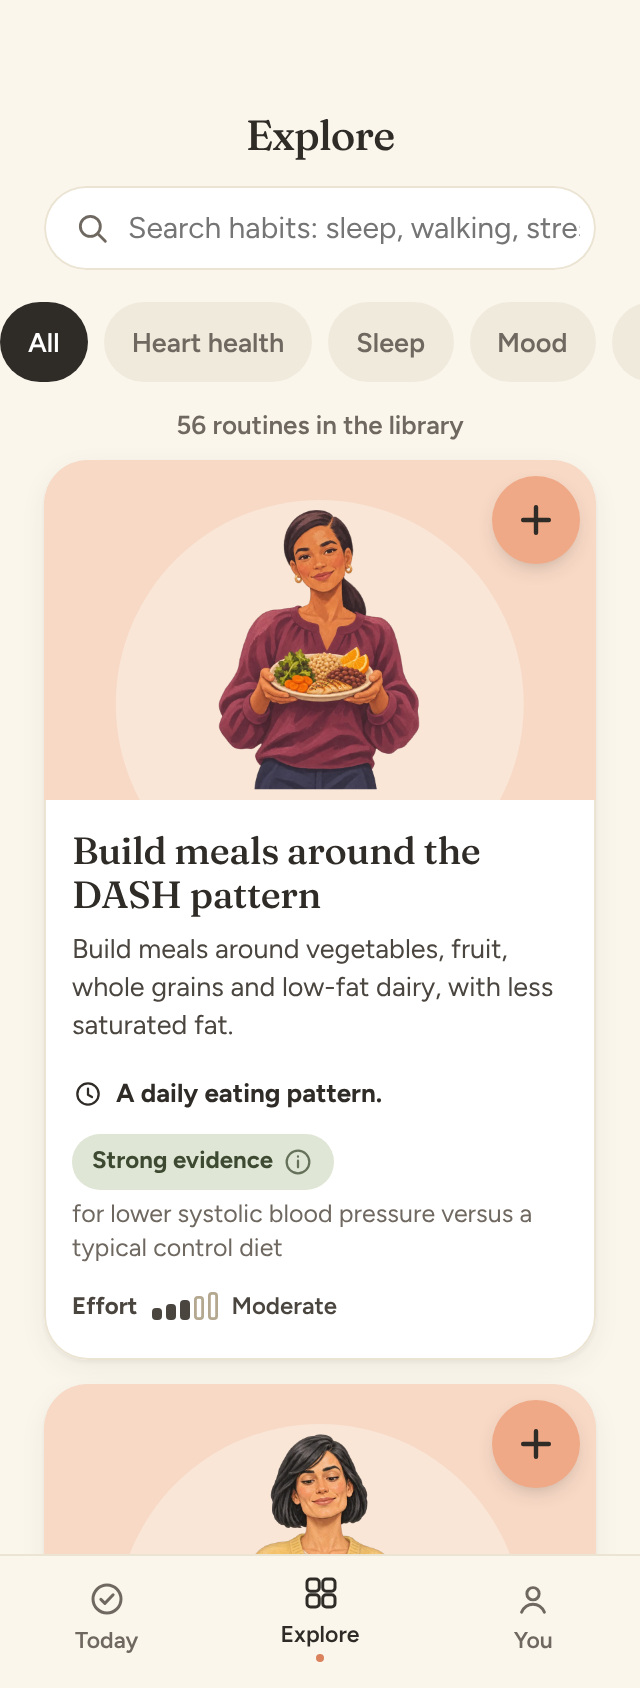 Explore
Search habits: sleep, walking, stre
All
Heart health
Sleep
Mood
56 routines in the library
Build meals around the
DASH pattern
Build meals around vegetables, fruit,
whole grains and low-fat dairy, with less
saturated fat.
A daily eating pattern.
Strong evidence
for lower systolic blood pressure versus a
typical control diet
Effort
Moderate
Today
Explore
You